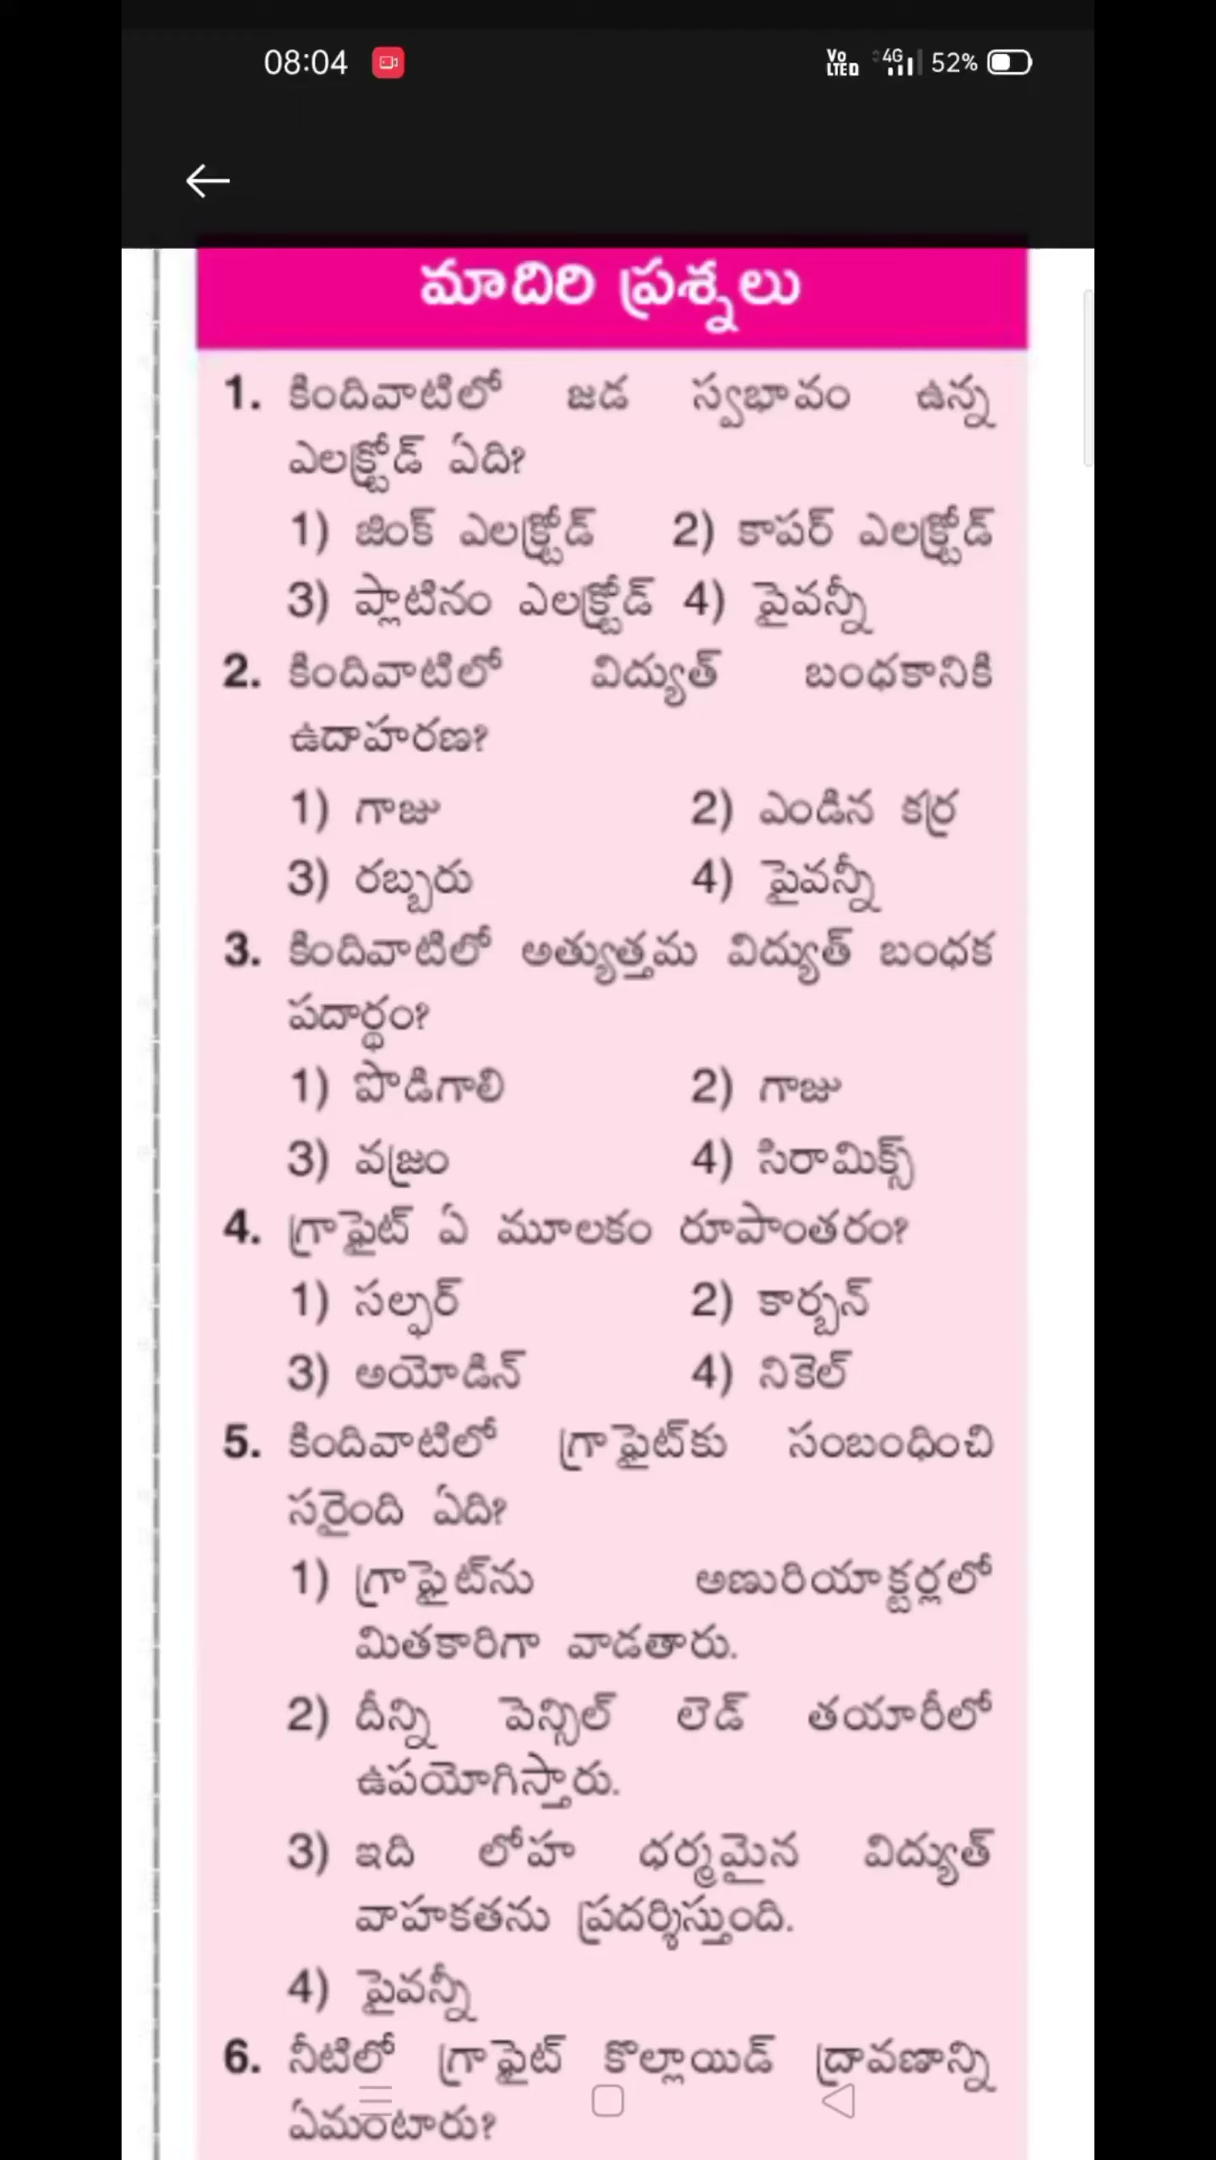 08:04
Vo LTE D 4G 52%
మాదిరి ప్రశ్నలు
1. కిందివాటిలో జడ స్వభావం ఉన్న
ఎలక్ట్రోడ్ ఏది?
1) జింక్ ఎలక్ట్రోడ్ 2) కాపర్ ఎలక్ట్రోడ్
3) ప్లాటినం ఎలక్ట్రోడ్ 4) పైవన్నీ
2. కిందివాటిలో విద్యుత్ బంధకానికి
ఉదాహరణ?
1) గాజు 2) ఎండిన కర్ర
3) రబ్బరు 4) పైవన్నీ
3. కిందివాటిలో అత్యుత్తమ విద్యుత్ బంధక
పదార్థం?
1) పొడిగాలి 2) గాజు
3) వజ్రం 4) సిరామిక్స్
4. గ్రాఫైట్ ఏ మూలకం రూపాంతరం?
1) సల్ఫర్ 2) కార్బన్
3) అయోడిన్ 4) నికెల్
5. కిందివాటిలో గ్రాఫైట్‌కు సంబంధించి
సరైంది ఏది?
1) గ్రాఫైట్‌ను అణురియాక్టర్లలో
మితకారిగా వాడతారు.
2) దీన్ని పెన్సిల్ లెడ్ తయారీలో
ఉపయోగిస్తారు.
3) ఇది లోహ ధర్మమైన విద్యుత్
వాహకతను ప్రదర్శిస్తుంది.
4) పైవన్నీ
6. నీటిలో గ్రాఫైట్ కొల్లాయిడ్ ద్రావణాన్ని
ఏమంటారు?